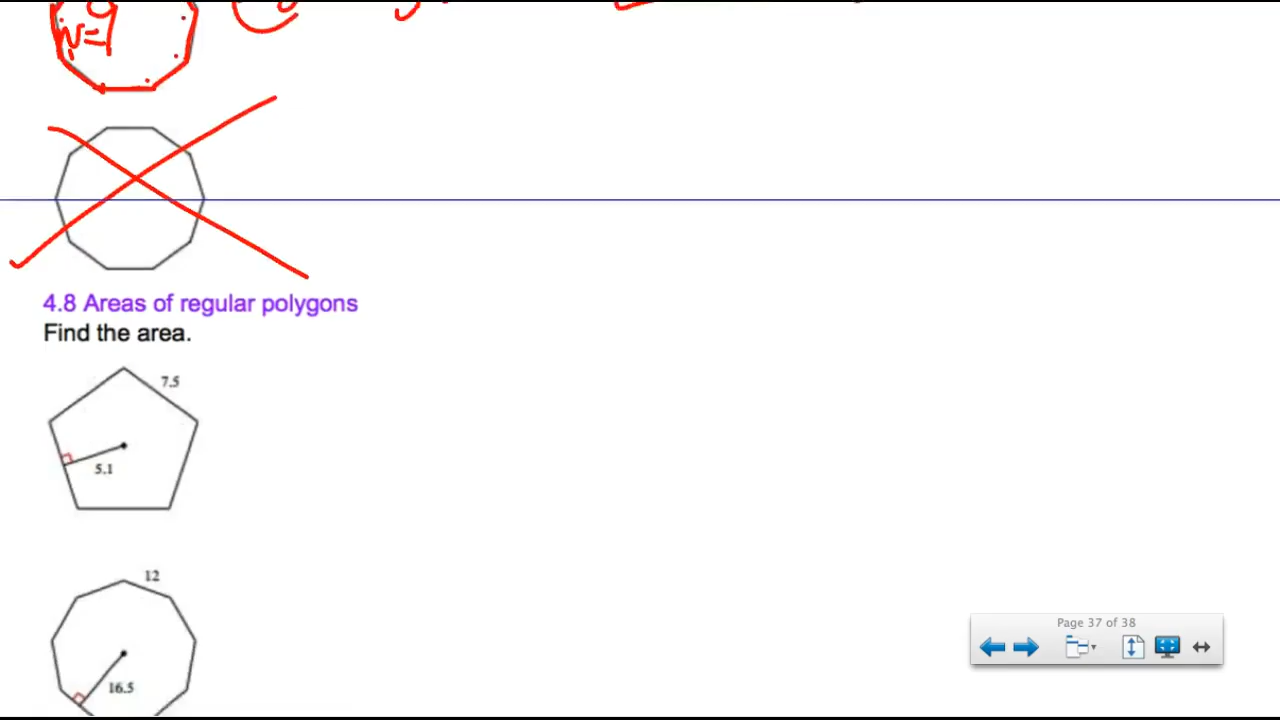 n=9
4.8 Areas of regular polygons
Find the area.
7.5
5.1
12
16.5
Page 37 of 38